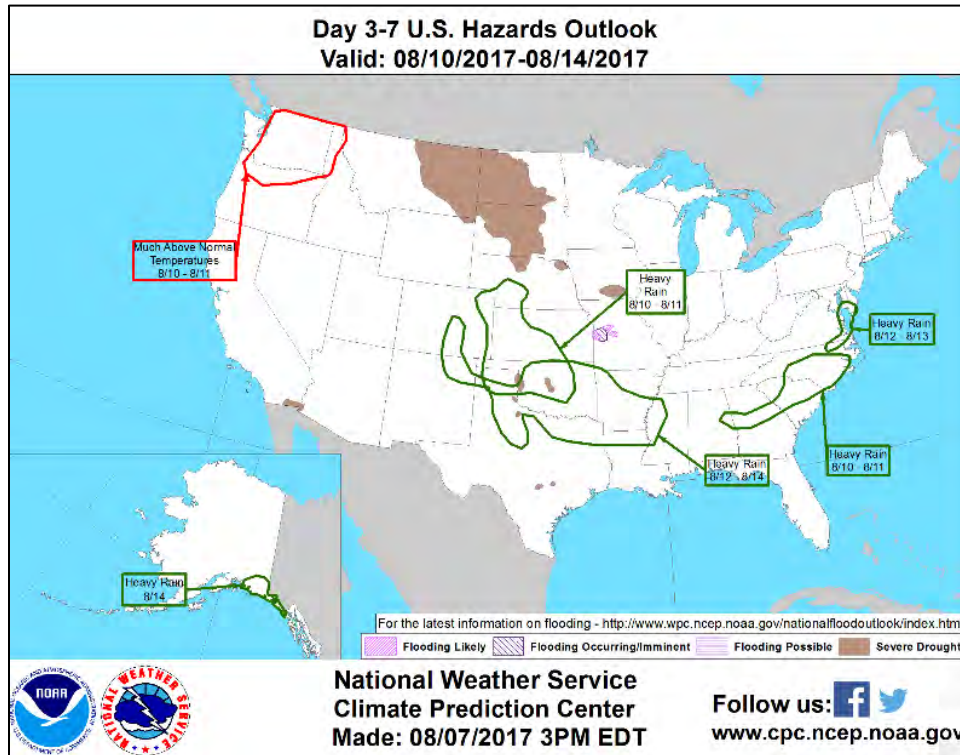 Day 3-7 U.S. Hazards Outlook
Valid: 08/10/2017-08/14/2017
Much Above Normal
Temperatures
8/10 - 8/11
Heavy
Rain
8/10 - 8/11
Heavy Rain
8/12 - 8/13
Heavy Rain
8/10 - 8/11
Heavy Rain
8/12 - 8/14
Heavy Rain
8/14
For the latest information on flooding - http://www.wpc.ncep.noaa.gov/nationalfloodoutlook/index.htm
Flooding Likely
Flooding Occurring/Imminent
Flooding Possible
Severe Drought
NOAA
NATIONAL WEATHER SERVICE
National Weather Service
Climate Prediction Center
Made: 08/07/2017 3PM EDT
Follow us:
www.cpc.ncep.noaa.gov